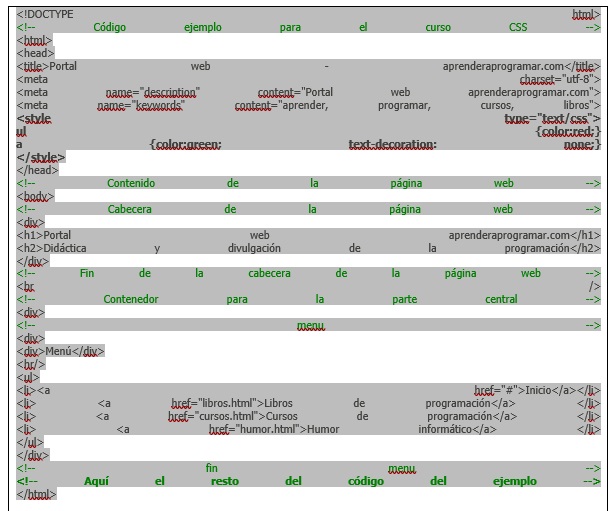 <!DOCTYPE html>
<!-- Código ejemplo para el curso CSS -->
<html>
<head>
<title>Portal web - aprenderaprogramar.com</title>
<meta charset="utf-8">
<meta name="description" content="Portal web aprenderaprogramar.com">
<meta name="keywords" content="aprender, programar, cursos, libros">
<style type="text/css">
ul {color:red;}
a {color:green; text-decoration: none;}
</style>
</head>
<!-- Contenido de la página web -->
<body>
<!-- Cabecera de la página web -->
<div>
<h1>Portal web aprenderaprogramar.com</h1>
<h2>Didáctica y divulgación de la programación</h2>
</div>
<!-- Fin de la cabecera de la página web -->
<br />
<!-- Contenedor para la parte central -->
<div>
<!-- menu -->
<div>
<div>Menú</div>
<hr/>
<ul>
<li><a href="#">Inicio</a></li>
<li> <a href="libros.html">Libros de programación</a> </li>
<li> <a href="cursos.html">Cursos de programación</a> </li>
<li> <a href="humor.html">Humor informático</a> </li>
</ul>
</div>
<!-- fin menu -->
<!-- Aquí el resto del código del ejemplo -->
</html>